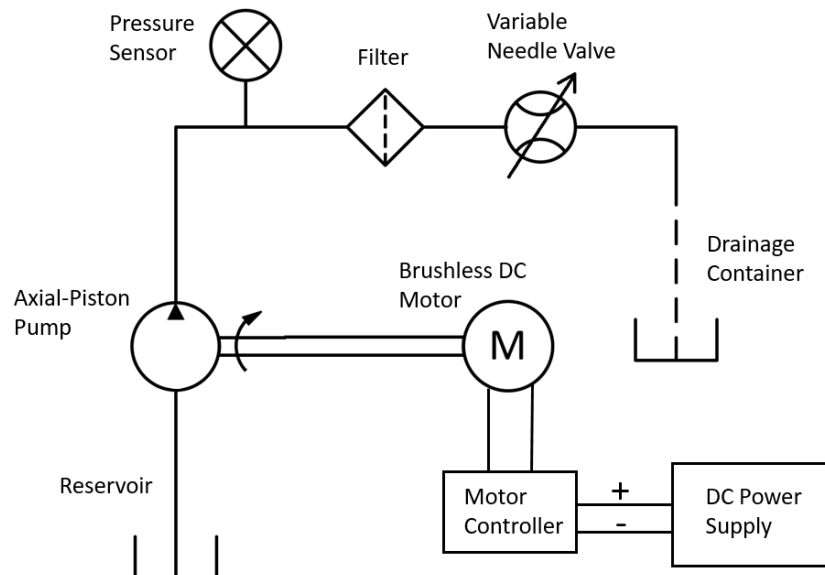 Pressure
Sensor
Filter
Variable
Needle Valve
Axial-Piston
Pump
Brushless DC
Motor
M
Drainage
Container
Reservoir
Motor
Controller
+
-
DC Power
Supply